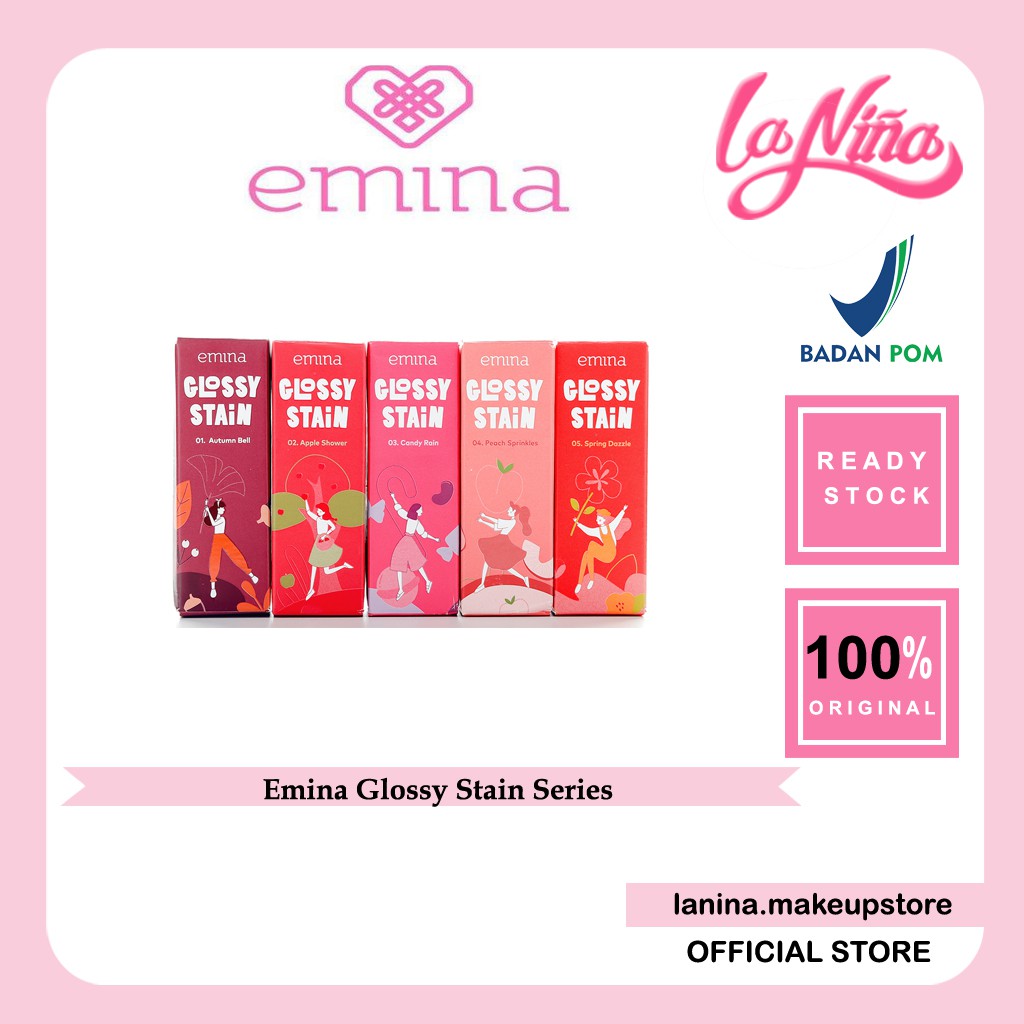 emina
La Niña
BADAN POM
emina
GLOSSY
STAIN
01. Autumn Bell
emina
GLOSSY
STAIN
02. Apple Shower
emina
GLOSSY
STAIN
03. Candy Rain
emina
GLOSSY
STAIN
04. Peach Sprinkles
emina
GLOSSY
STAIN
05. Spring Dazzle
READY
STOCK
100%
ORIGINAL
Emina Glossy Stain Series
lanina.makeupstore
OFFICIAL STORE